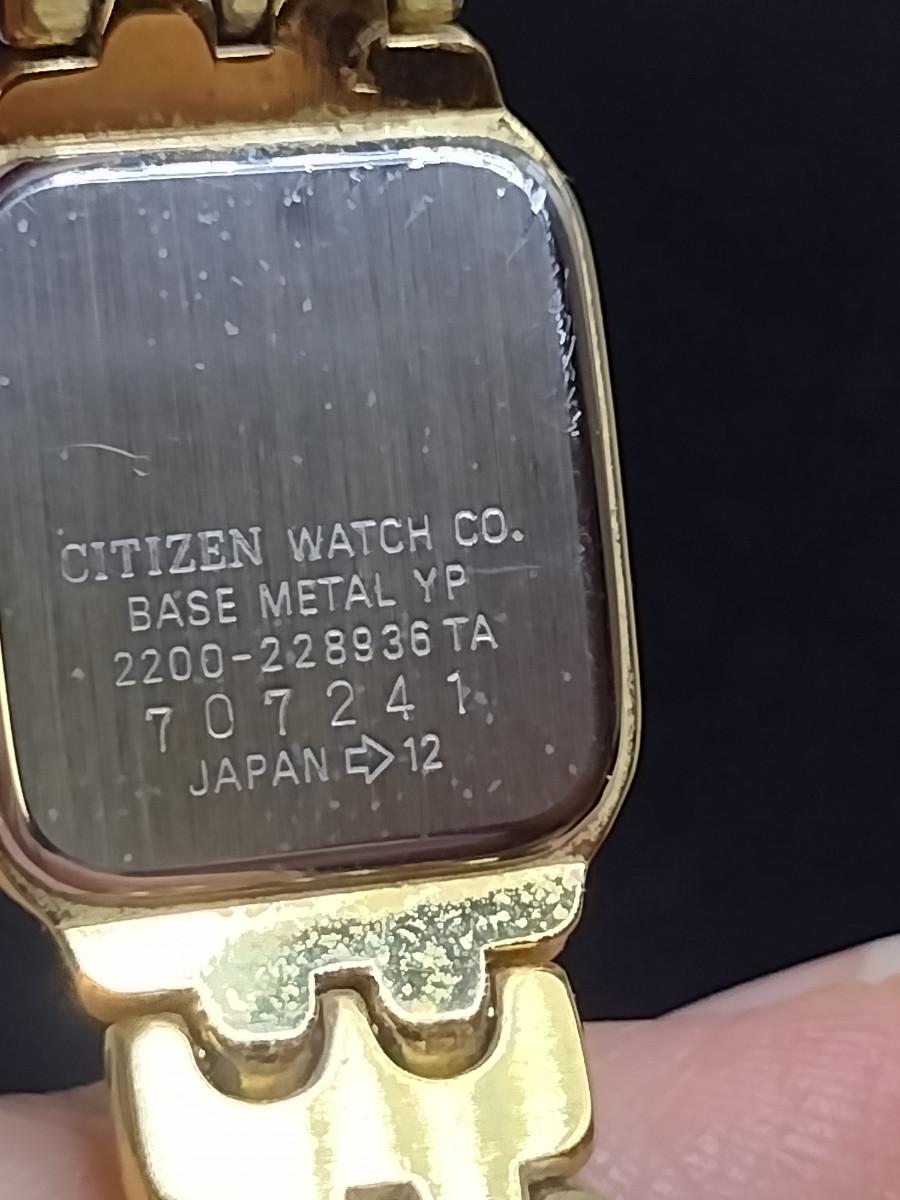 CITIZEN WATCH CO.
BASE METAL YP
2200-228936 TA
707241
JAPAN ⇨ 12